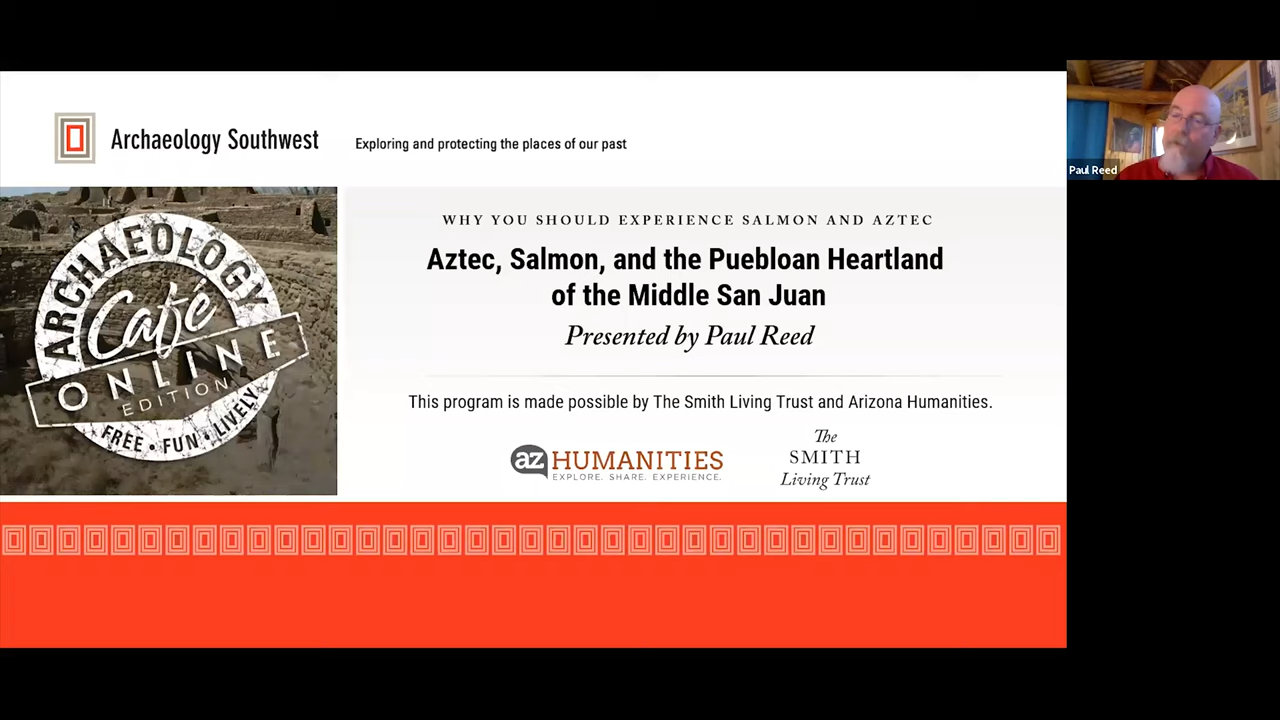 Archaeology Southwest
Exploring and protecting the places of our past
Paul Reed
ARCHAEOLOGY
Café
ONLINE
EDITION
FREE • FUN • LIVELY
WHY YOU SHOULD EXPERIENCE SALMON AND AZTEC
Aztec, Salmon, and the Puebloan Heartland
of the Middle San Juan
Presented by Paul Reed
This program is made possible by The Smith Living Trust and Arizona Humanities.
az HUMANITIES
EXPLORE. SHARE. EXPERIENCE.
The
SMITH
Living Trust